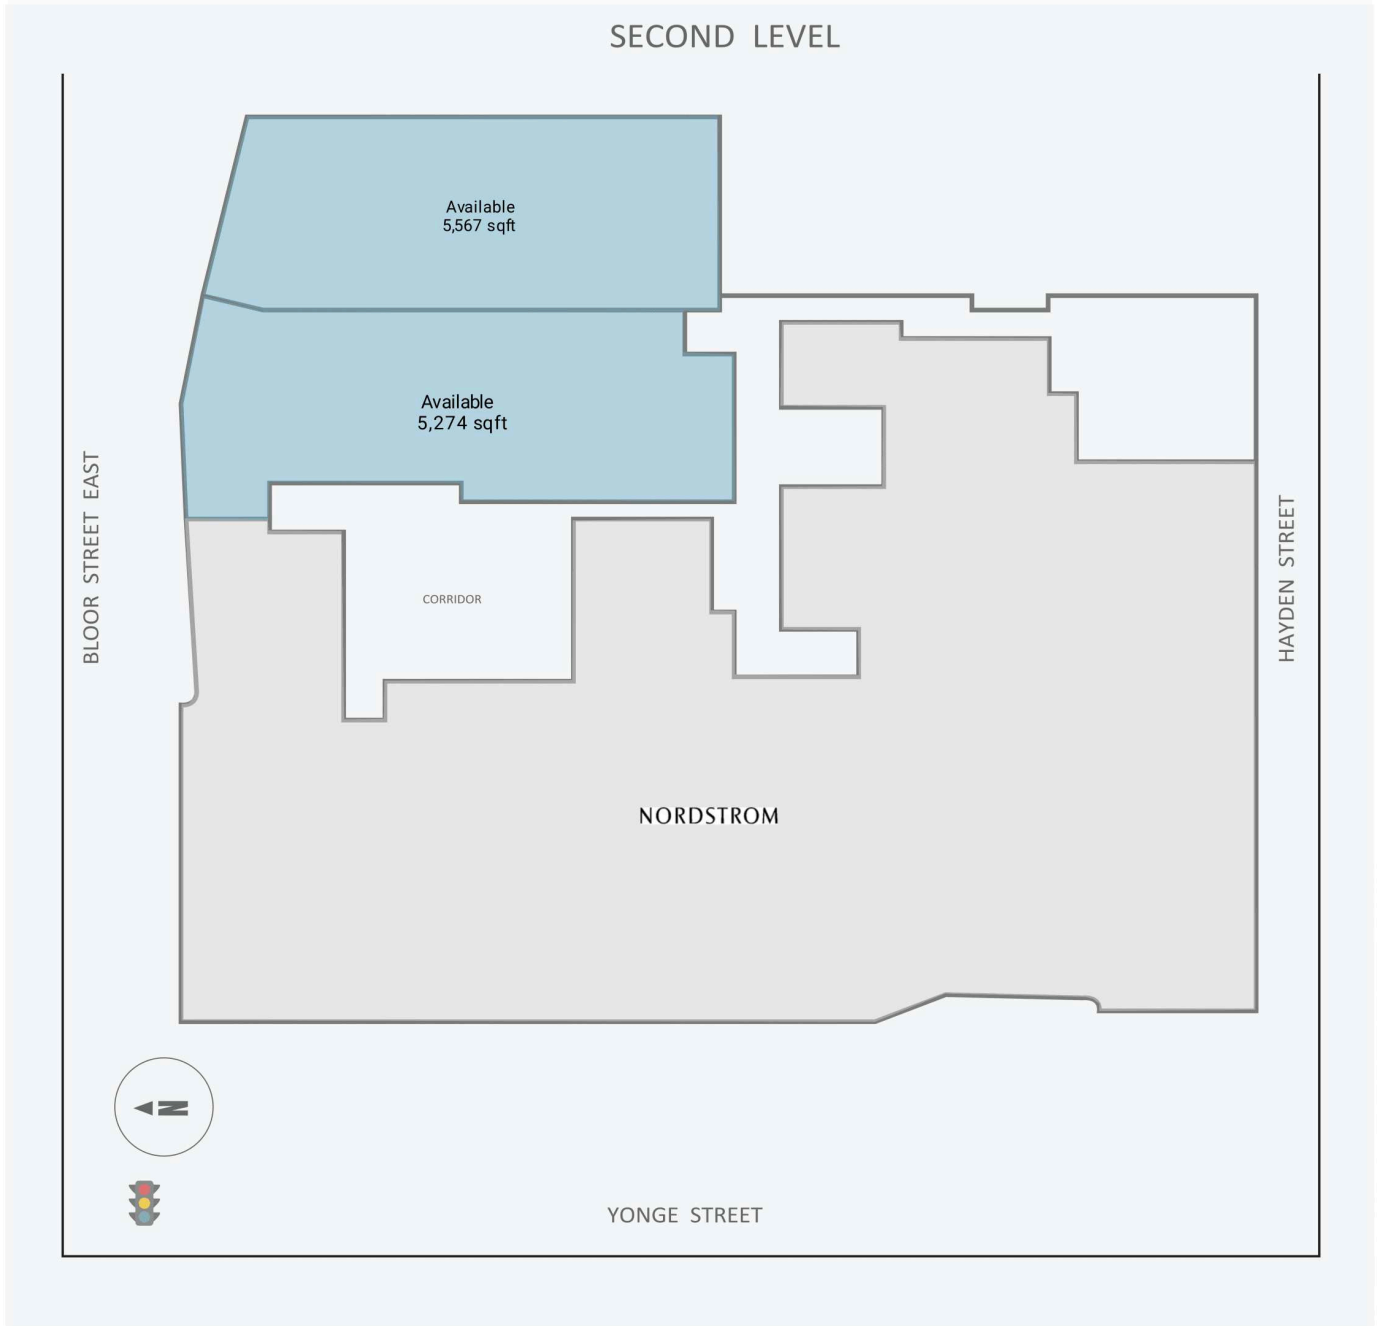 SECOND LEVEL
Available
5,567 sqft
Available
5,274 sqft
BLOOR STREET EAST
HAYDEN STREET
CORRIDOR
NORDSTROM
N
YONGE STREET